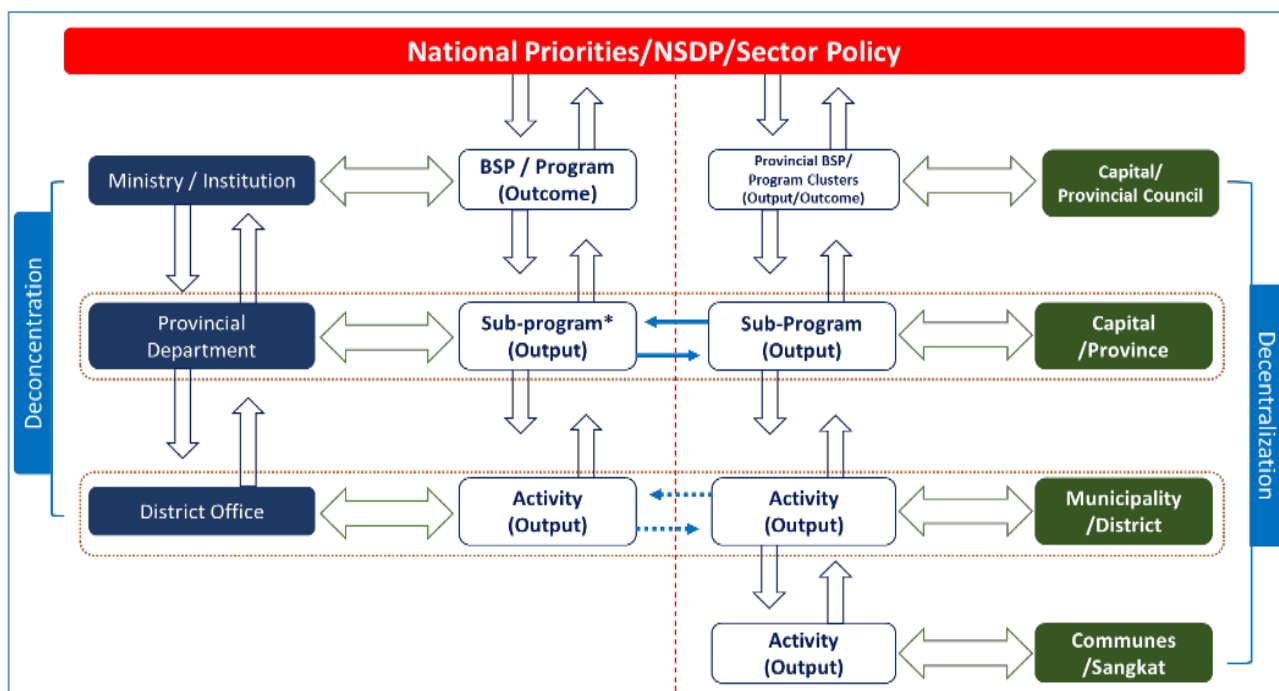 National Priorities/NSDP/Sector Policy
Ministry / Institution
BSP / Program
(Outcome)
Provincial BSP/
Program Clusters
(Output/Outcome)
Capital/
Provincial Council
Deconcentration
Provincial
Department
Sub-program*
(Output)
Sub-Program
(Output)
Capital
/Province
Decentralization
District Office
Activity
(Output)
Activity
(Output)
Municipality
/District
Activity
(Output)
Communes
/Sangkat